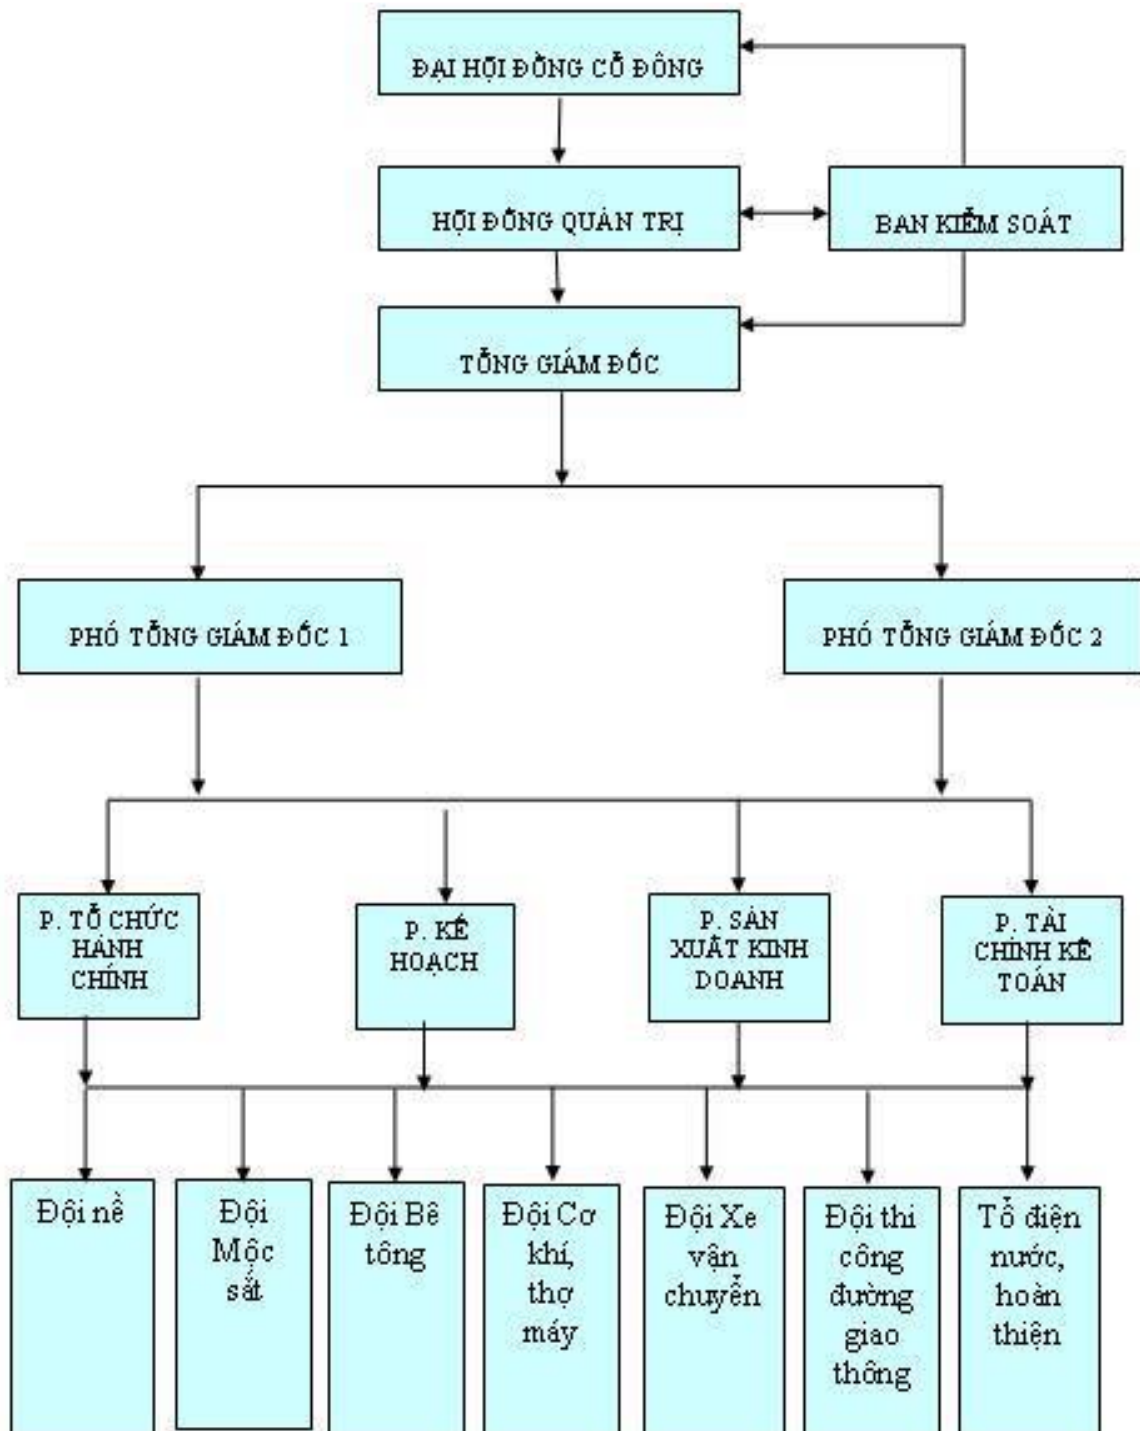 ĐẠI HỘI ĐỒNG CỔ ĐÔNG
HỘI ĐỒNG QUẢN TRỊ
BAN KIỂM SOÁT
TỔNG GIÁM ĐỐC
PHÓ TỔNG GIÁM ĐỐC 1
PHÓ TỔNG GIÁM ĐỐC 2
P. TỔ CHỨC
HÀNH
CHÍNH
P. KẾ
HOẠCH
P. SẢN
XUẤT KINH
DOANH
P. TÀI
CHÍNH KẾ
TOÁN
Đội nề
Đội
Mộc
sắt
Đội Bê
tông
Đội Cơ
khí,
thợ
máy
Đội Xe
vận
chuyển
Đội thi
công
đường
giao
thông
Tổ điện
nước,
hoàn
thiện